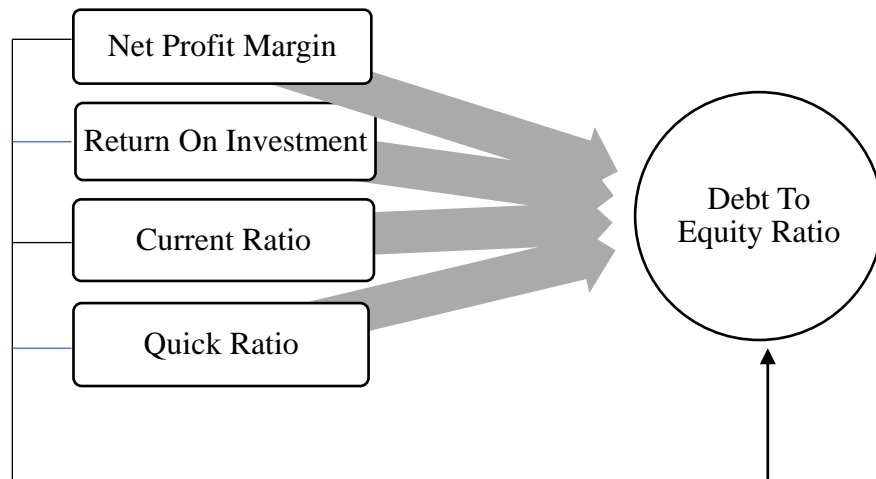 Net Profit Margin
Return On Investment
Current Ratio
Quick Ratio
Debt To
Equity Ratio